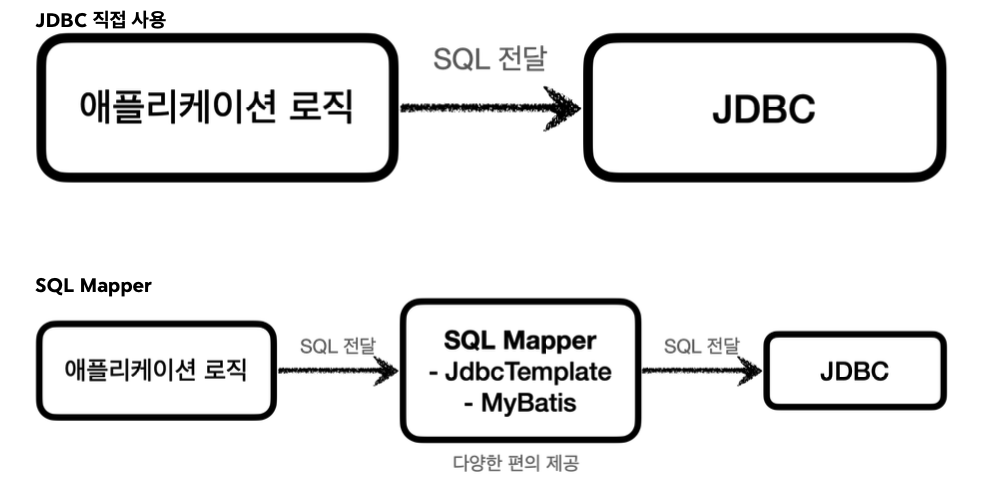 JDBC 직접 사용
SQL 전달
애플리케이션 로직
JDBC
SQL Mapper
애플리케이션 로직
SQL 전달
SQL Mapper
- JdbcTemplate
- MyBatis
SQL 전달
JDBC
다양한 편의 제공